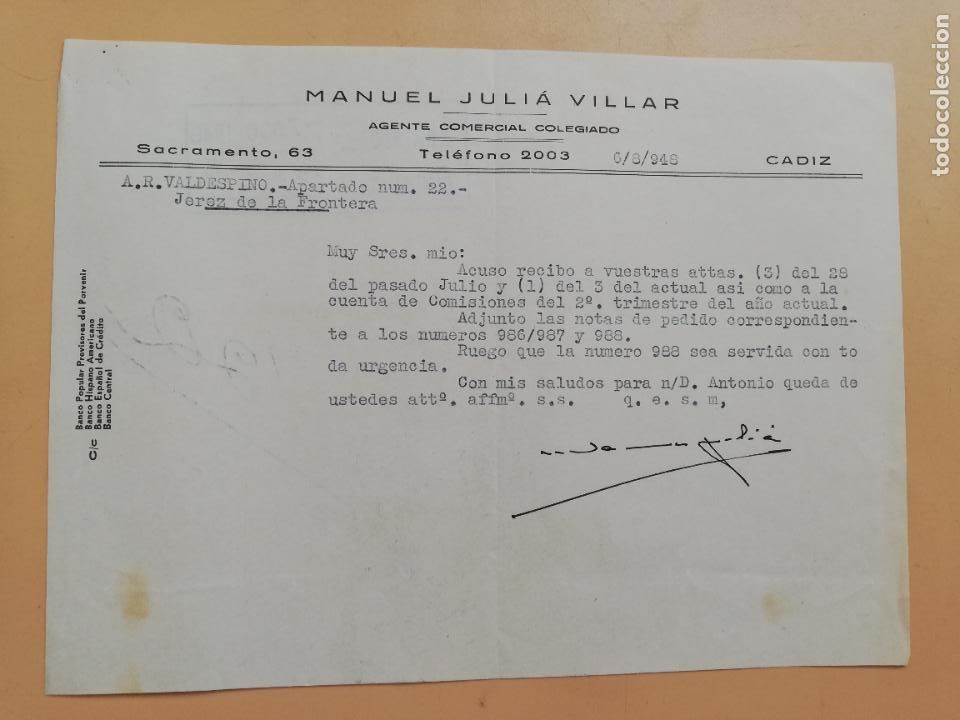 MANUEL JULIÁ VILLAR
AGENTE COMERCIAL COLEGIADO
Sacramento, 63 Teléfono 2003 6/8/948 CADIZ
A.R.VALDESPINO.-Apartado num. 22.-
Jerez de la Frontera
Muy Sres. mio:
Acuso recibo a vuestras attas. (3) del 28
del pasado Julio y (1) del 3 del actual asi como a la
cuenta de Comisiones del 2º. trimestre del año actual.
Adjunto las notas de pedido correspondien-
te a los numeros 986/987 y 988.
Ruego que la numero 988 sea servida con to
da urgencia.
Con mis saludos para n/D. Antonio queda de
ustedes attº. affmº. s.s. q. e. s. m,
C/c
Banco Popular Previsores del Porvenir
Banco Hispano Americano
Banco Español de Crédito
Banco Central
todocoleccion